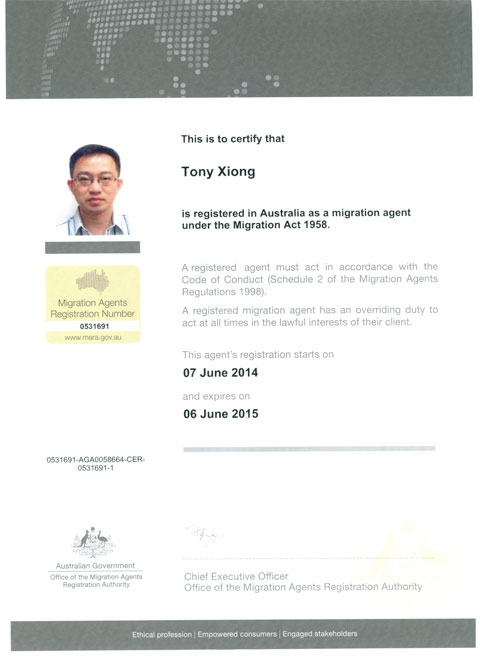 This is to certify that
Tony Xiong
is registered in Australia as a migration agent
under the Migration Act 1958.
A registered agent must act in accordance with the
Code of Conduct (Schedule 2 of the Migration Agents
Regulations 1998).
A registered migration agent has an overriding duty to
act at all times in the lawful interests of their client.
This agent's registration starts on
07 June 2014
and expires on
06 June 2015
Migration Agents
Registration Number
0531691
www.mara.gov.au
0531691-AGA0058664-CER-
0531691-1
Australian Government
Office of the Migration Agents
Registration Authority
Chief Executive Officer
Office of the Migration Agents Registration Authority
Ethical profession | Empowered consumers | Engaged stakeholders